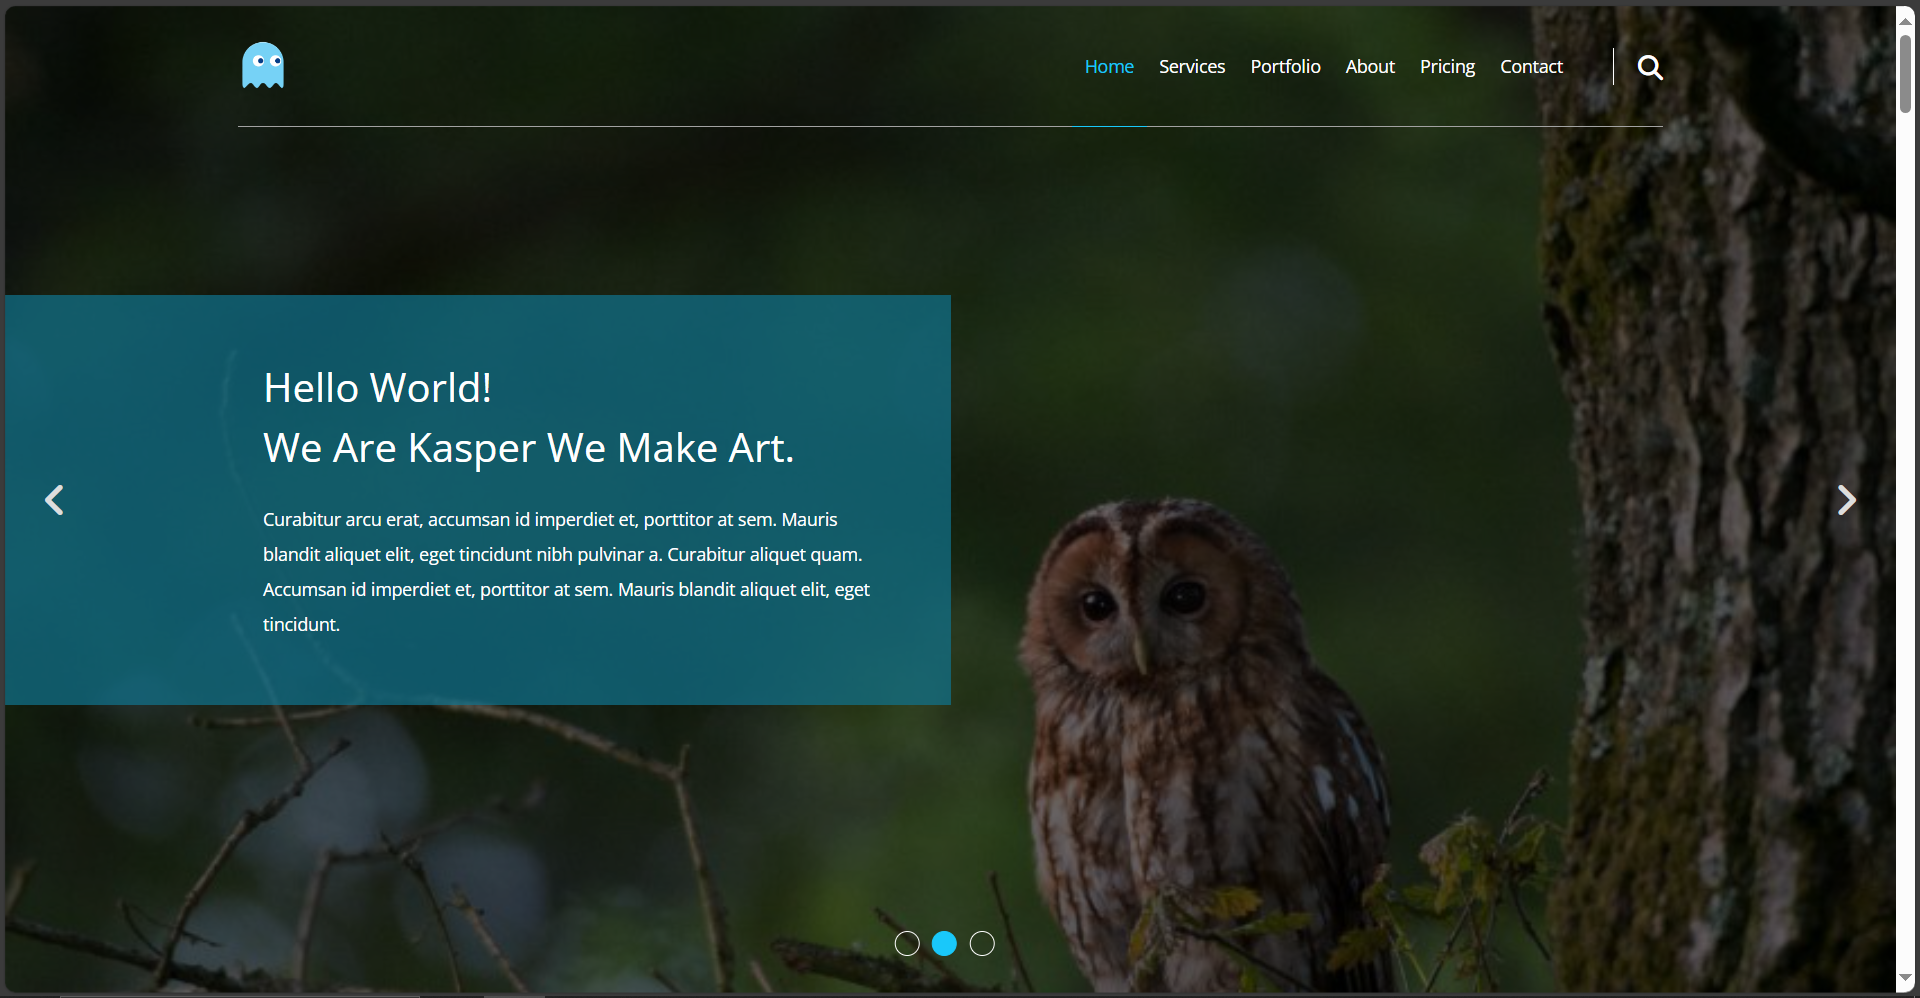 Home Services Portfolio About Pricing Contact
Hello World!
We Are Kasper We Make Art.
Curabitur arcu erat, accumsan id imperdiet et, porttitor at sem. Mauris
blandit aliquet elit, eget tincidunt nibh pulvinar a. Curabitur aliquet quam.
Accumsan id imperdiet et, porttitor at sem. Mauris blandit aliquet elit, eget
tincidunt.